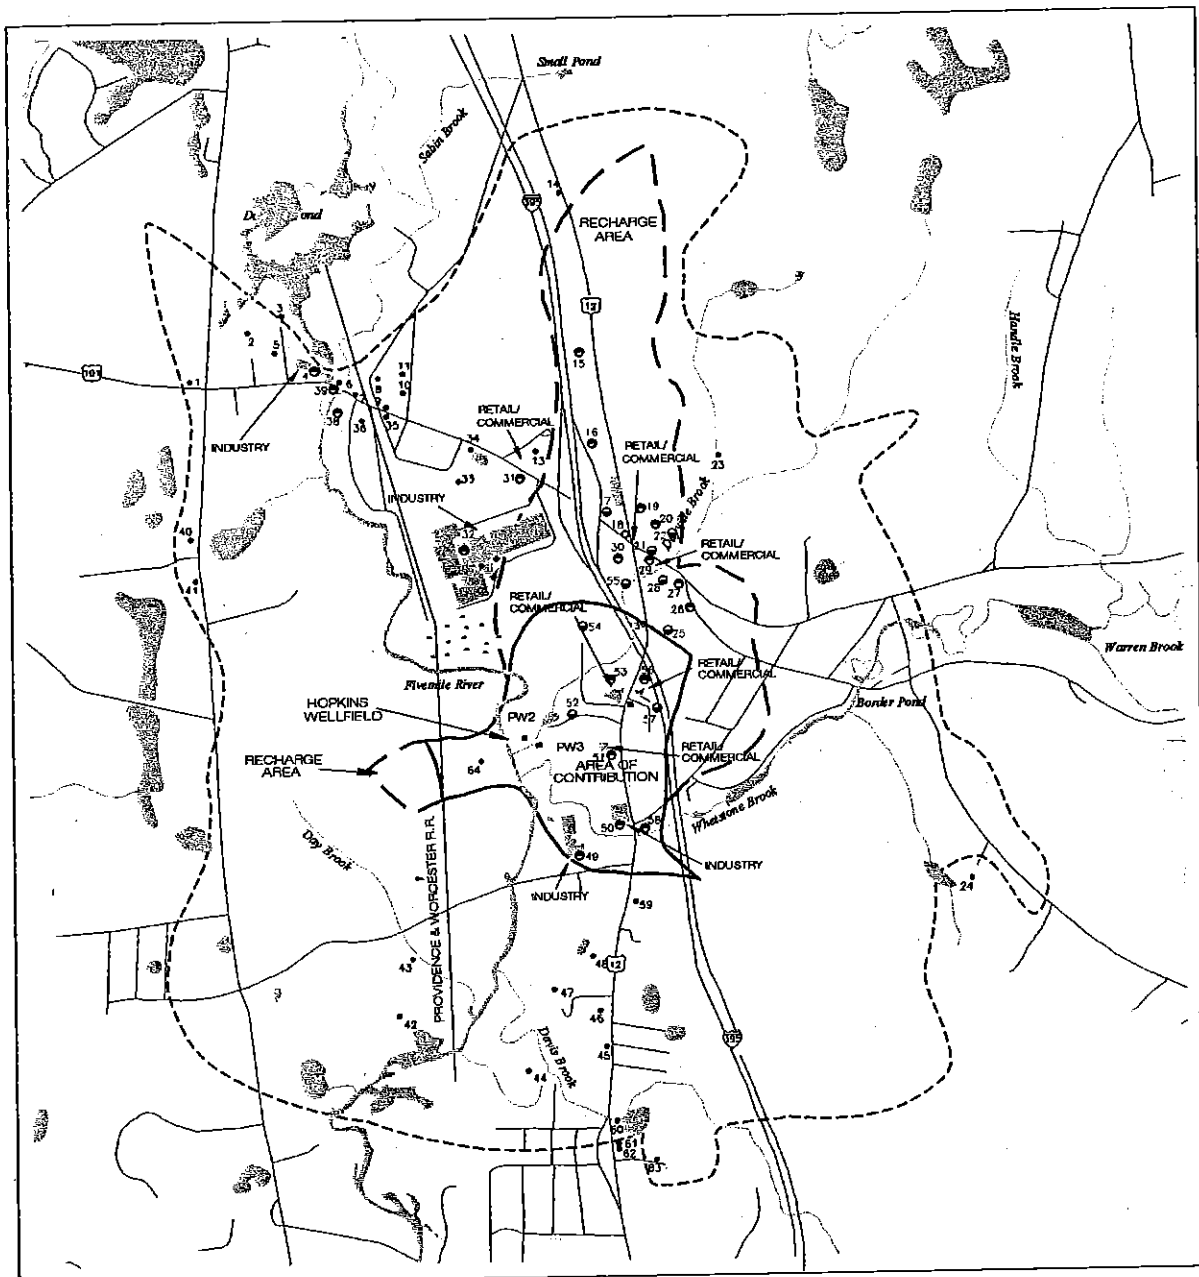 Small Pond
Sabin Brook
395
14
RECHARGE
AREA
12
Handle Brook
3
2
5
101
1
4
39
6
11
8
10
9
35
38
36
15
16
INDUSTRY
RETAIL/
COMMERCIAL
34
13
33
31
RETAIL/
COMMERCIAL
23
INDUSTRY
32
19
20
18
22
30
29
RETAIL/
COMMERCIAL
40
41
55
28
27
26
25
RETAIL/
COMMERCIAL
54
Warren Brook
Fivemile River
53
RETAIL/
COMMERCIAL
57
Border Pond
HOPKINS
WELLFIELD
52
PW2
PW3
RETAIL/
COMMERCIAL
RECHARGE
AREA
64
51
AREA OF
CONTRIBUTION
Whetstone Brook
Day Brook
50
58
49
INDUSTRY
INDUSTRY
24
PROVIDENCE & WORCESTER R.R.
59
43
48
12
47
46
42
45
395
44
Davis Brook
60
61
62
63